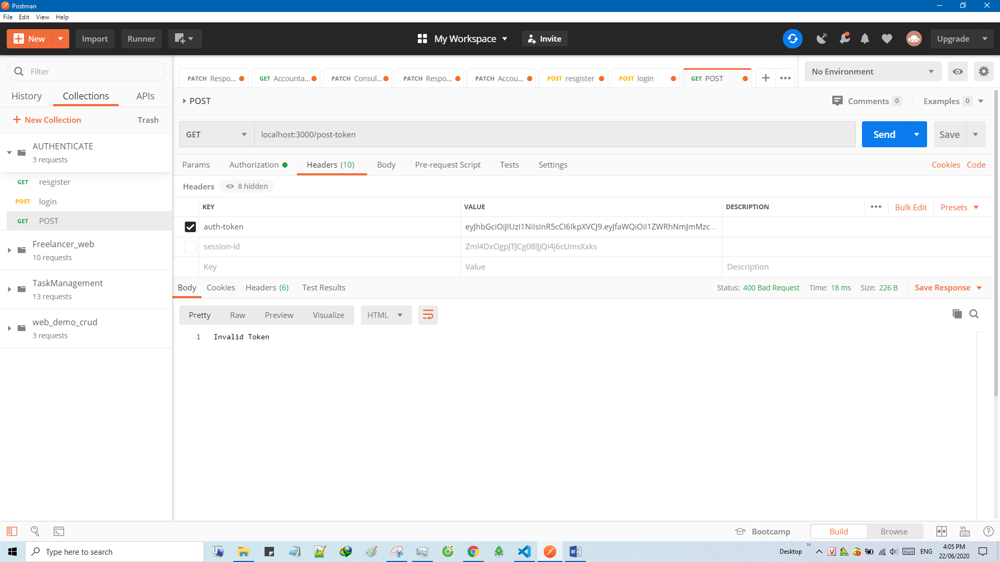 Postman
File Edit View Help
New Import Runner My Workspace Invite Upgrade
Filter
History Collections APIs
New Collection Trash
AUTHENTICATE
3 requests
GET resgister
POST login
GET POST
Freelancer_web
10 requests
TaskManagement
13 requests
web_demo_crud
3 requests
PATCH Respo... GET Accounta... PATCH Consul... PATCH Respo... PATCH Accou... POST resgister POST login GET POST
No Environment
POST Comments 0 Examples 0
GET localhost:3000/post-token Send Save
Params Authorization Headers (10) Body Pre-request Script Tests Settings Cookies Code
Headers 8 hidden
KEY VALUE DESCRIPTION ••• Bulk Edit Presets
auth-token eyJhbGciOiJIUzI1NiIsInR5cCI6IkpXVCJ9.eyJfaWQiOiI1ZWRhNmJmMzc...
session-id Zml4DxOgpJTJCg08lJjQi4j6cUmsXxks
Key Value Description
Body Cookies Headers (6) Test Results Status: 400 Bad Request Time: 18 ms Size: 226 B Save Response
Pretty Raw Preview Visualize HTML
1 Invalid Token
Bootcamp Build Browse
Type here to search
Desktop ENG 4:05 PM
22/06/2020